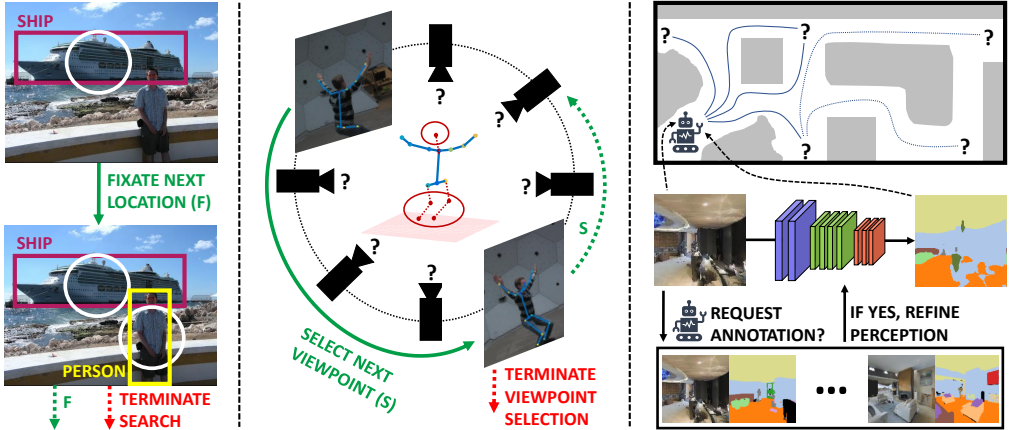 SHIP
FIXATE NEXT
LOCATION (F)
SHIP
PERSON
F
TERMINATE
SEARCH
?
?
?
?
?
?
?
S
SELECT NEXT
VIEWPOINT (S)
TERMINATE
VIEWPOINT
SELECTION
?
?
?
?
?
REQUEST
ANNOTATION?
IF YES, REFINE
PERCEPTION
...